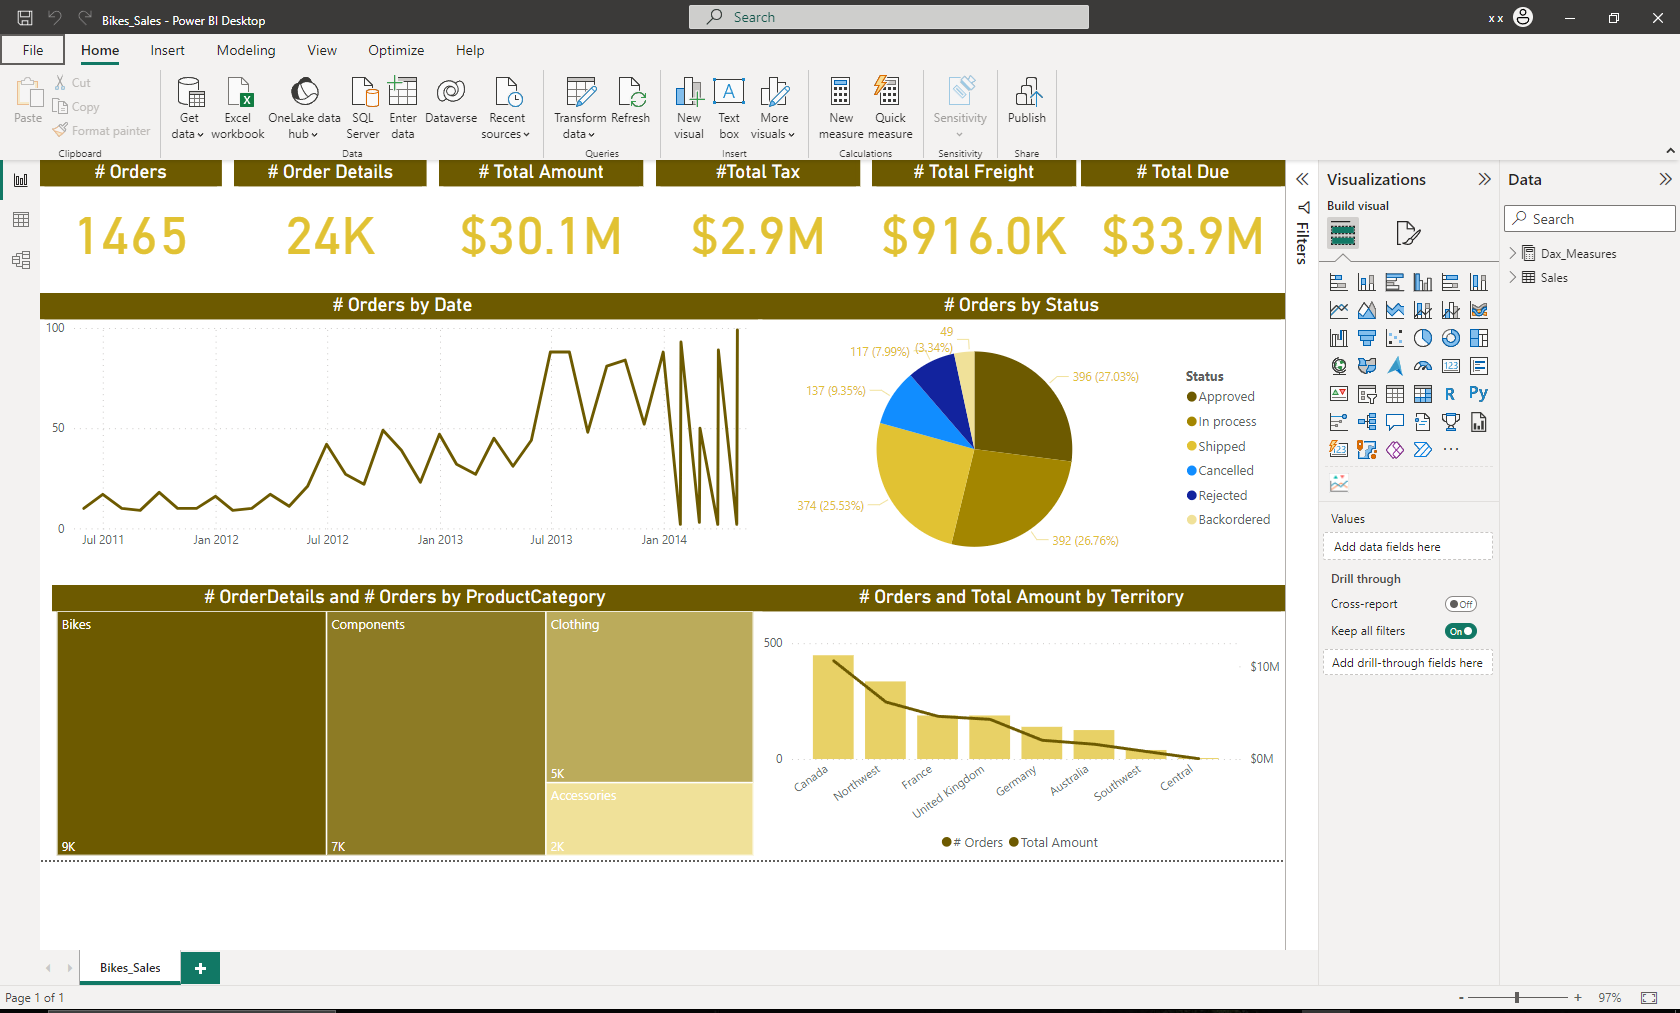 Bikes_Sales - Power BI Desktop
Search
x x
File
Home
Insert
Modeling
View
Optimize
Help
Paste
Cut
Copy
Format painter
Clipboard
Get data
Excel workbook
OneLake data hub
SQL Server
Enter data
Dataverse
Recent sources
Data
Transform data
Refresh
Queries
New visual
Text box
More visuals
Insert
New measure
Quick measure
Calculations
Sensitivity
Sensitivity
Publish
Share
# Orders
# Order Details
# Total Amount
#Total Tax
# Total Freight
# Total Due
1465
24K
$30.1M
$2.9M
$916.0K
$33.9M
# Orders by Date
100
50
0
Jul 2011
Jan 2012
Jul 2012
Jan 2013
Jul 2013
Jan 2014
# Orders by Status
49
(3.34%)
117 (7.99%)
137 (9.35%)
374 (25.53%)
396 (27.03%)
392 (26.76%)
Status
Approved
In process
Shipped
Cancelled
Rejected
Backordered
# OrderDetails and # Orders by ProductCategory
Bikes
9K
Components
7K
Clothing
5K
Accessories
2K
# Orders and Total Amount by Territory
500
0
$10M
$0M
Canada
Northwest
France
United Kingdom
Germany
Australia
Southwest
Central
# Orders
Total Amount
Filters
Visualizations
Build visual
123
R
Py
123
Values
Add data fields here
Drill through
Cross-report
Off
Keep all filters
On
Add drill-through fields here
Data
Search
Dax_Measures
Sales
Bikes_Sales
Page 1 of 1
97%